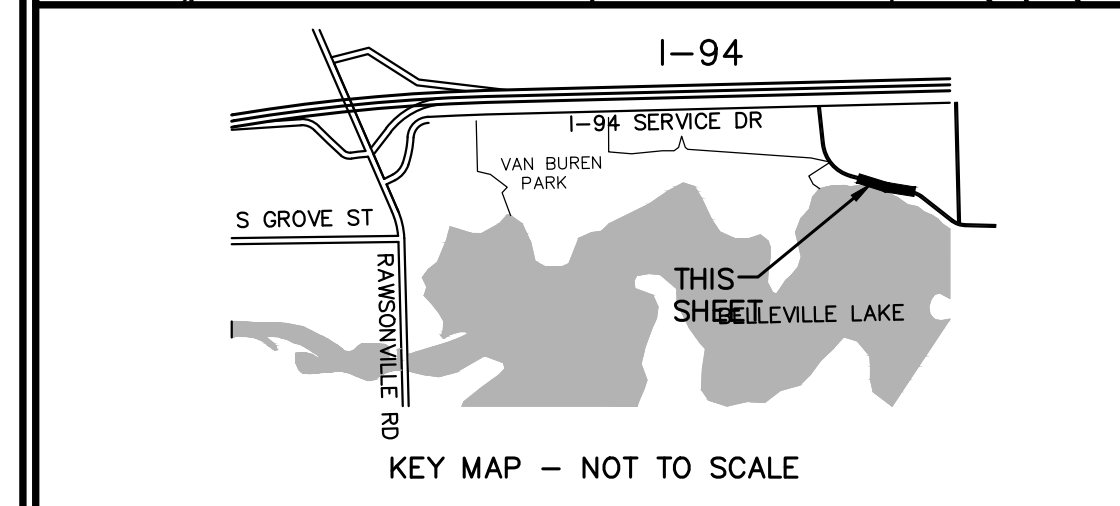 I-94
I-94 SERVICE DR
VAN BUREN
PARK
S GROVE ST
RAWSONVILLE RD
THIS
SHEET
BELLEVILLE LAKE
KEY MAP - NOT TO SCALE